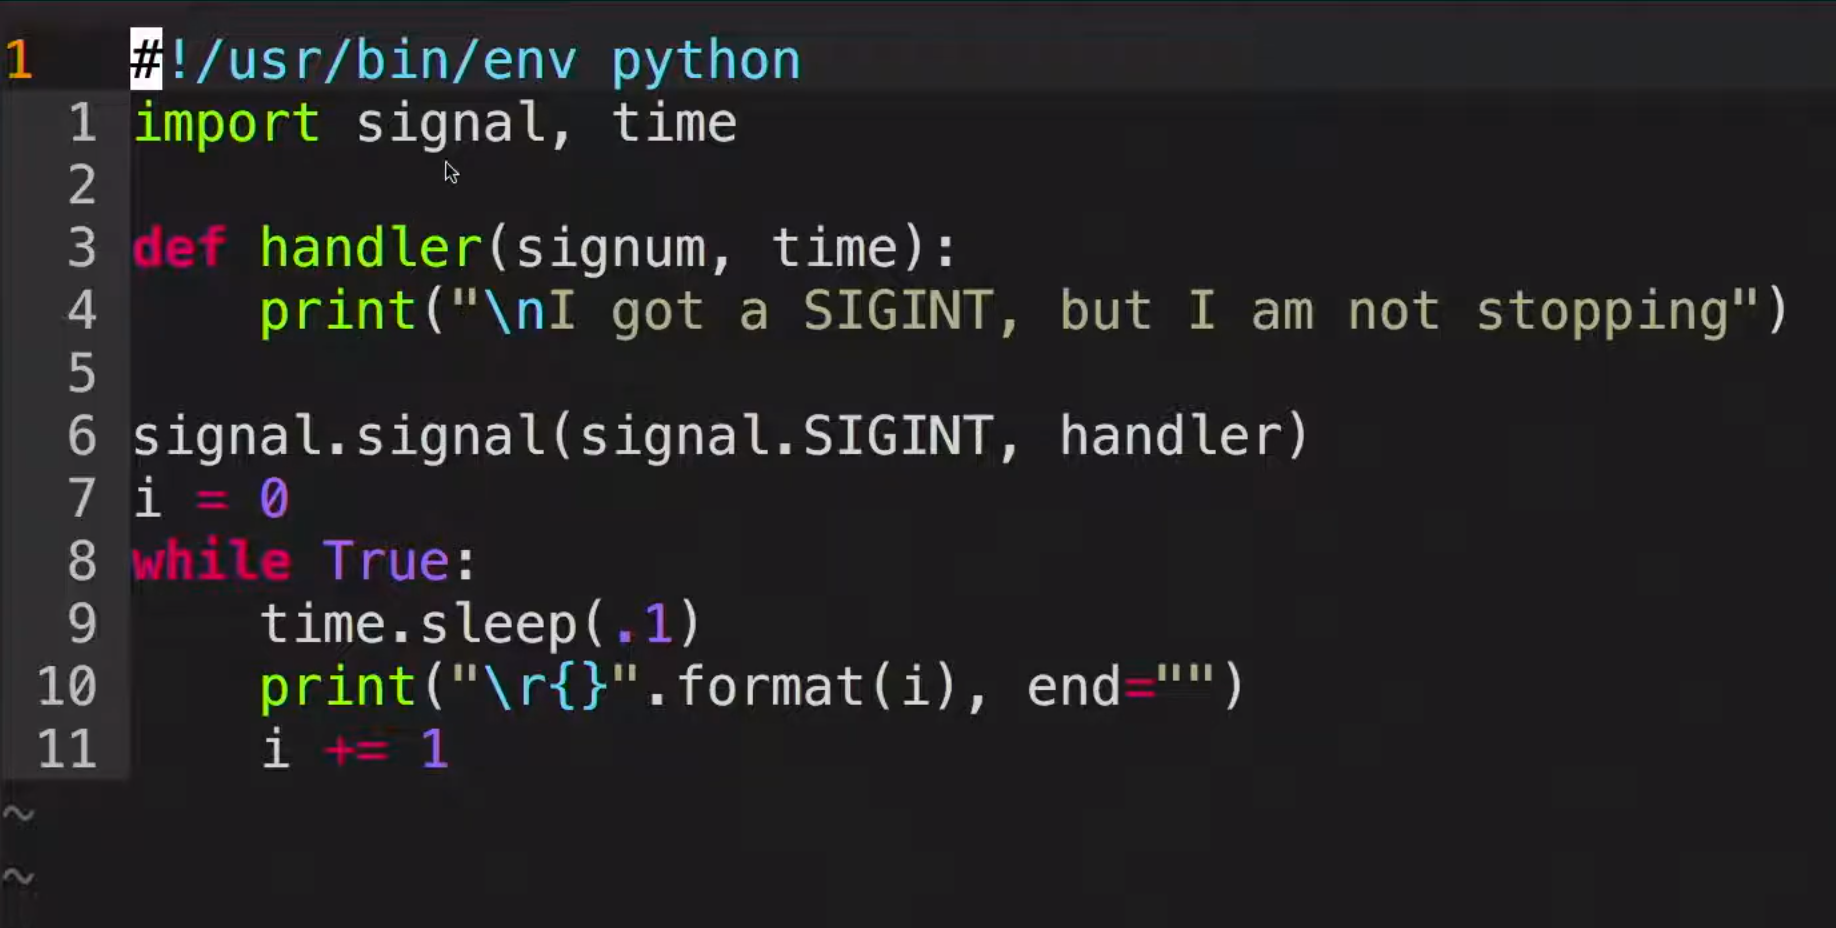 1 #!/usr/bin/env python
1 import signal, time
2
3 def handler(signum, time):
4     print("\nI got a SIGINT, but I am not stopping")
5
6 signal.signal(signal.SIGINT, handler)
7 i = 0
8 while True:
9     time.sleep(.1)
10     print("\r{}".format(i), end="")
11     i += 1
~
~